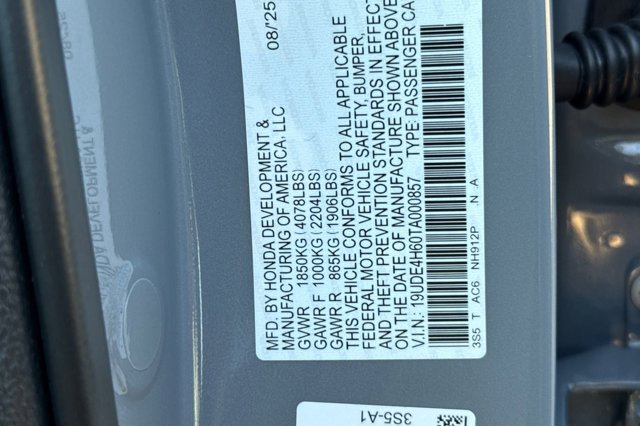 MFD. BY HONDA DEVELOPMENT & 08/'25
MANUFACTURING OF AMERICA, LLC
GVWR 1850KG(4078LBS)
GAWR F 1000KG(2204LBS)
GAWR R 865KG(1906LBS)
THIS VEHICLE CONFORMS TO ALL APPLICABLE
FEDERAL MOTOR VEHICLE SAFETY, BUMPER,
AND THEFT PREVENTION STANDARDS IN EFFECT
ON THE DATE OF MANUFACTURE SHOWN ABOVE
V.I.N.: 19UDE4H60TA000857 TYPE: PASSENGER CA
3S5 T AC6 NH912P .N .A
3S5-A1